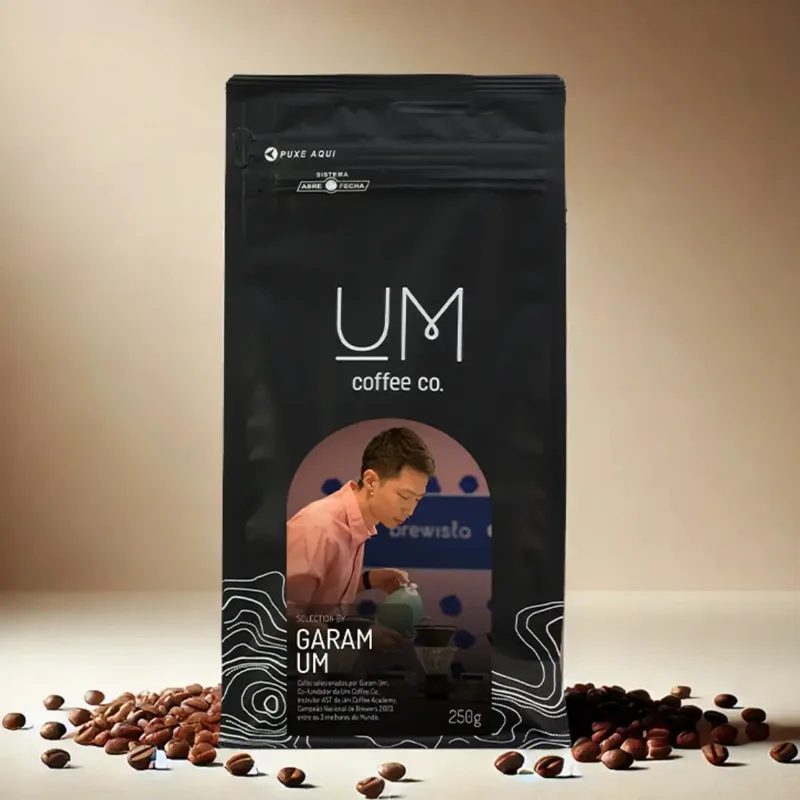 PUXE AQUI
SISTEMA
ABRE FECHA
UM
coffee co.
brewista
SELECTION BY
GARAM
UM
Cafés selecionados por Garam Um,
Co-fundador da Um Coffee Co,
Instrutor AST da Um Coffee Academy,
Campeão Nacional de Brewers 2023,
entre os 3 melhores do Mundo.
250g